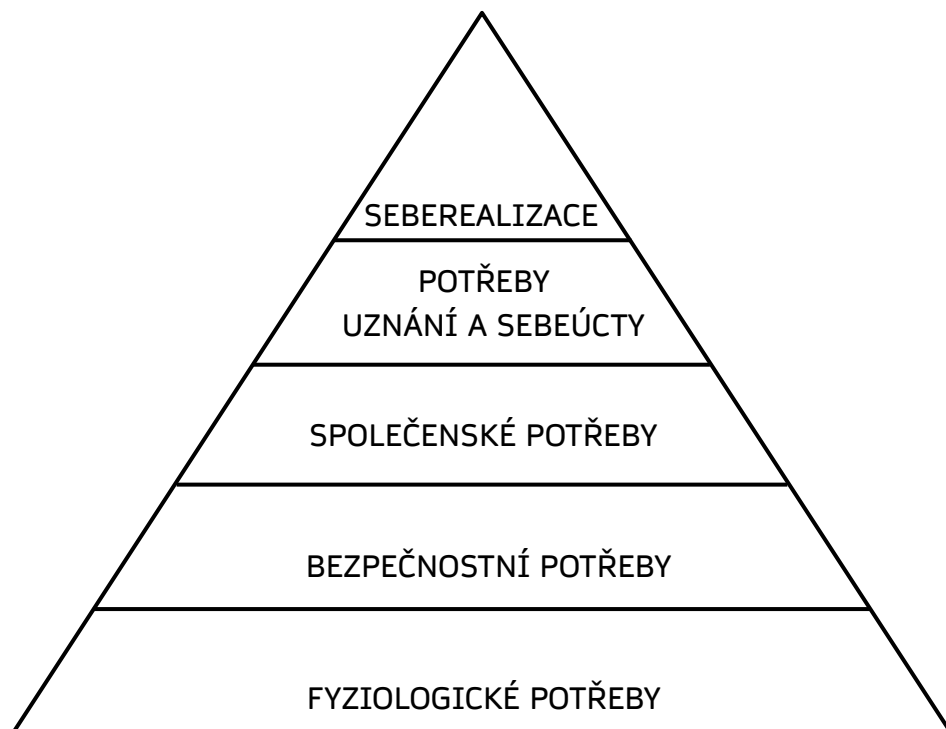 SEBEREALIZACE
POTŘEBY
UZNÁNÍ A SEBEÚCTY
SPOLEČENSKÉ POTŘEBY
BEZPEČNOSTNÍ POTŘEBY
FYZIOLOGICKÉ POTŘEBY